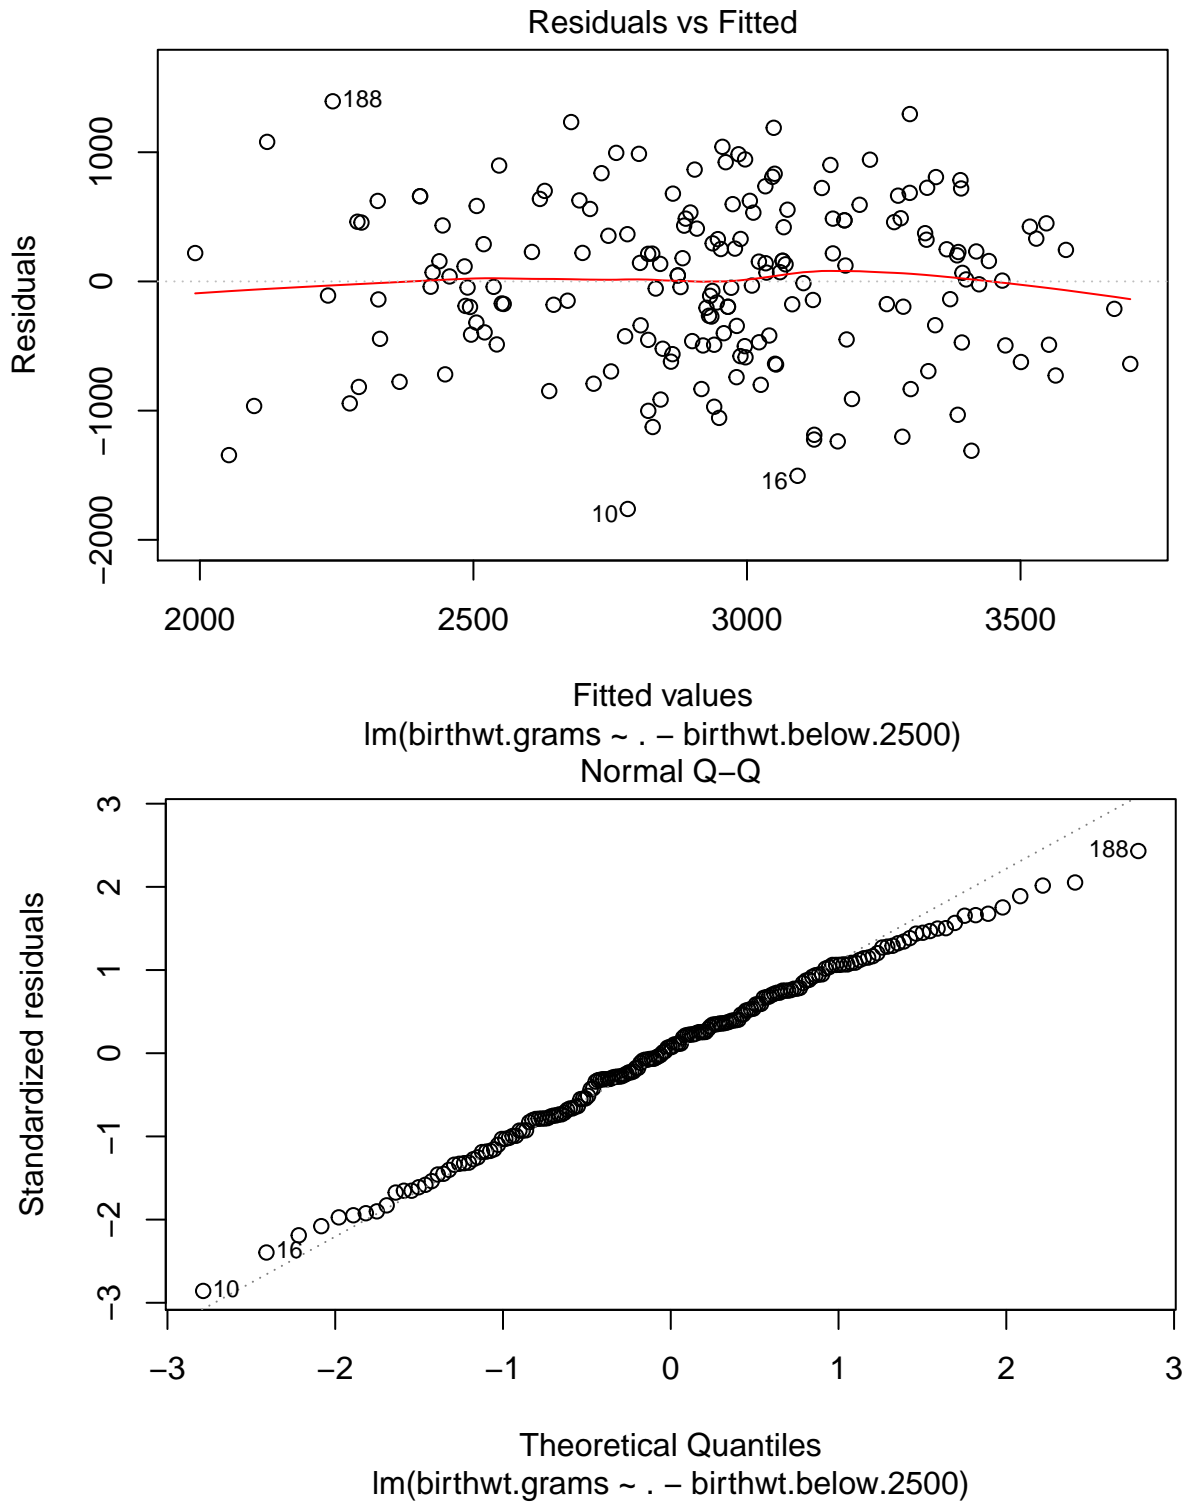 Residuals vs Fitted
Residuals
1000
0
−1000
−2000
188
16
10
2000 2500 3000 3500
Fitted values
lm(birthwt.grams ~ . − birthwt.below.2500)
Normal Q−Q
Standardized residuals
3
2
1
0
−1
−2
−3
188
16
10
−3 −2 −1 0 1 2 3
Theoretical Quantiles
lm(birthwt.grams ~ . − birthwt.below.2500)